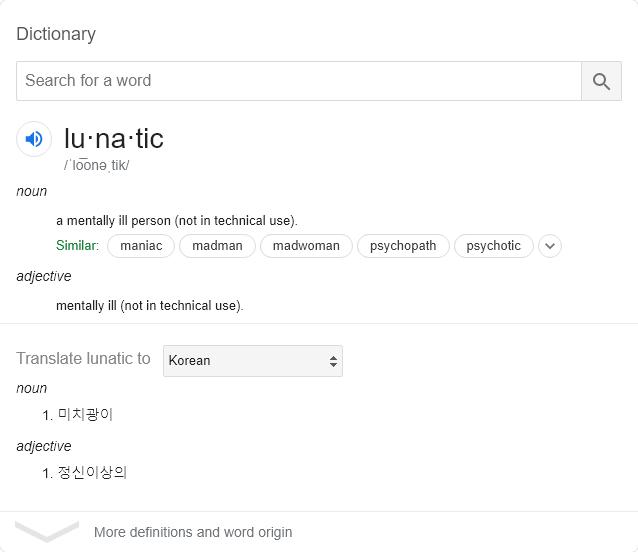 Dictionary
Search for a word
lu·na·tic
/ˈlo͞onəˌtik/
noun
a mentally ill person (not in technical use).
Similar: maniac madman madwoman psychopath psychotic
adjective
mentally ill (not in technical use).
Translate lunatic to Korean
noun
1. 미치광이
adjective
1. 정신이상의
More definitions and word origin